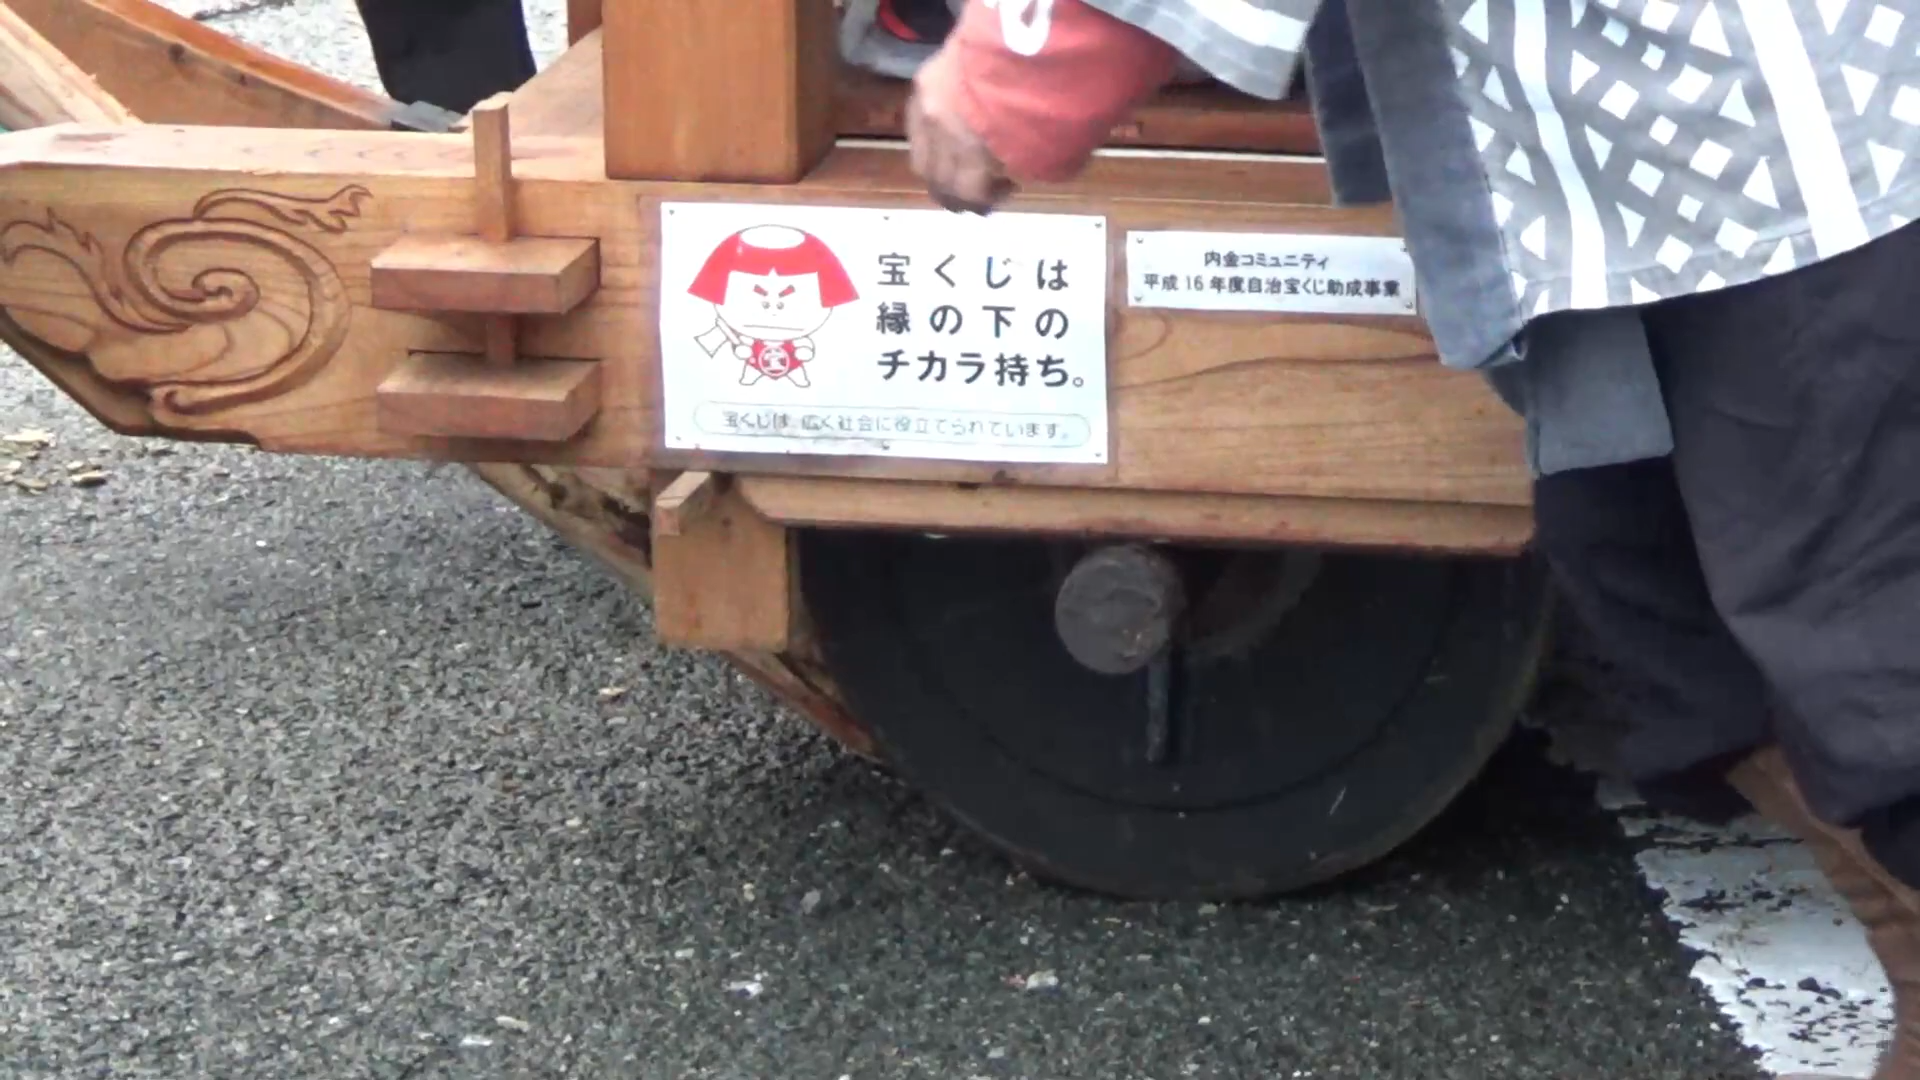 宝くじは
縁の下の
チカラ持ち。
宝
宝くじは、広く社会に役立てられています。
内金コミュニティ
平成16年度自治宝くじ助成事業